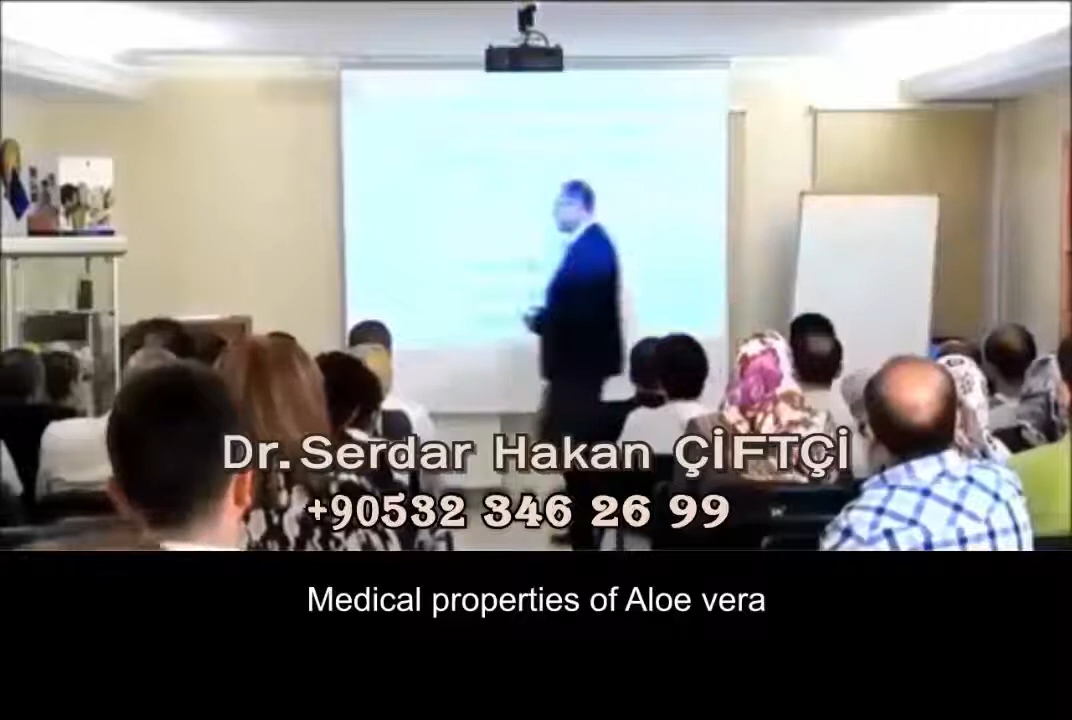 Dr. Serdar Hakan ÇİFTÇİ
+90532 346 26 99
Medical properties of Aloe vera